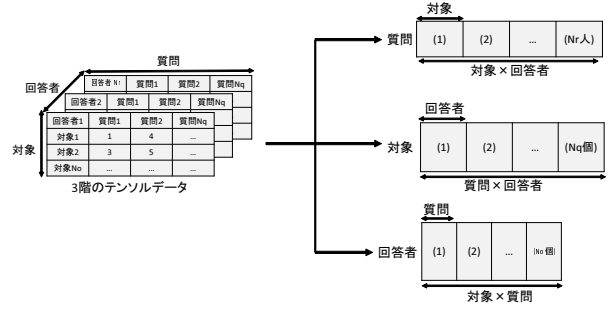 質問
回答者
対象
回答者 Nr 質問1 質問2 質問Nq
回答者2 質問1 質問2 質問Nq
回答者1 質問1 質問2 質問Nq
対象1 1 4 ...
対象2 3 5 ...
対象No ... ... ...
3階のテンソルデータ
対象
質問 (1) (2) ... (Nr人)
対象×回答者
回答者
対象 (1) (2) ... (Nq個)
質問×回答者
質問
回答者 (1) (2) ... (No個)
対象×質問